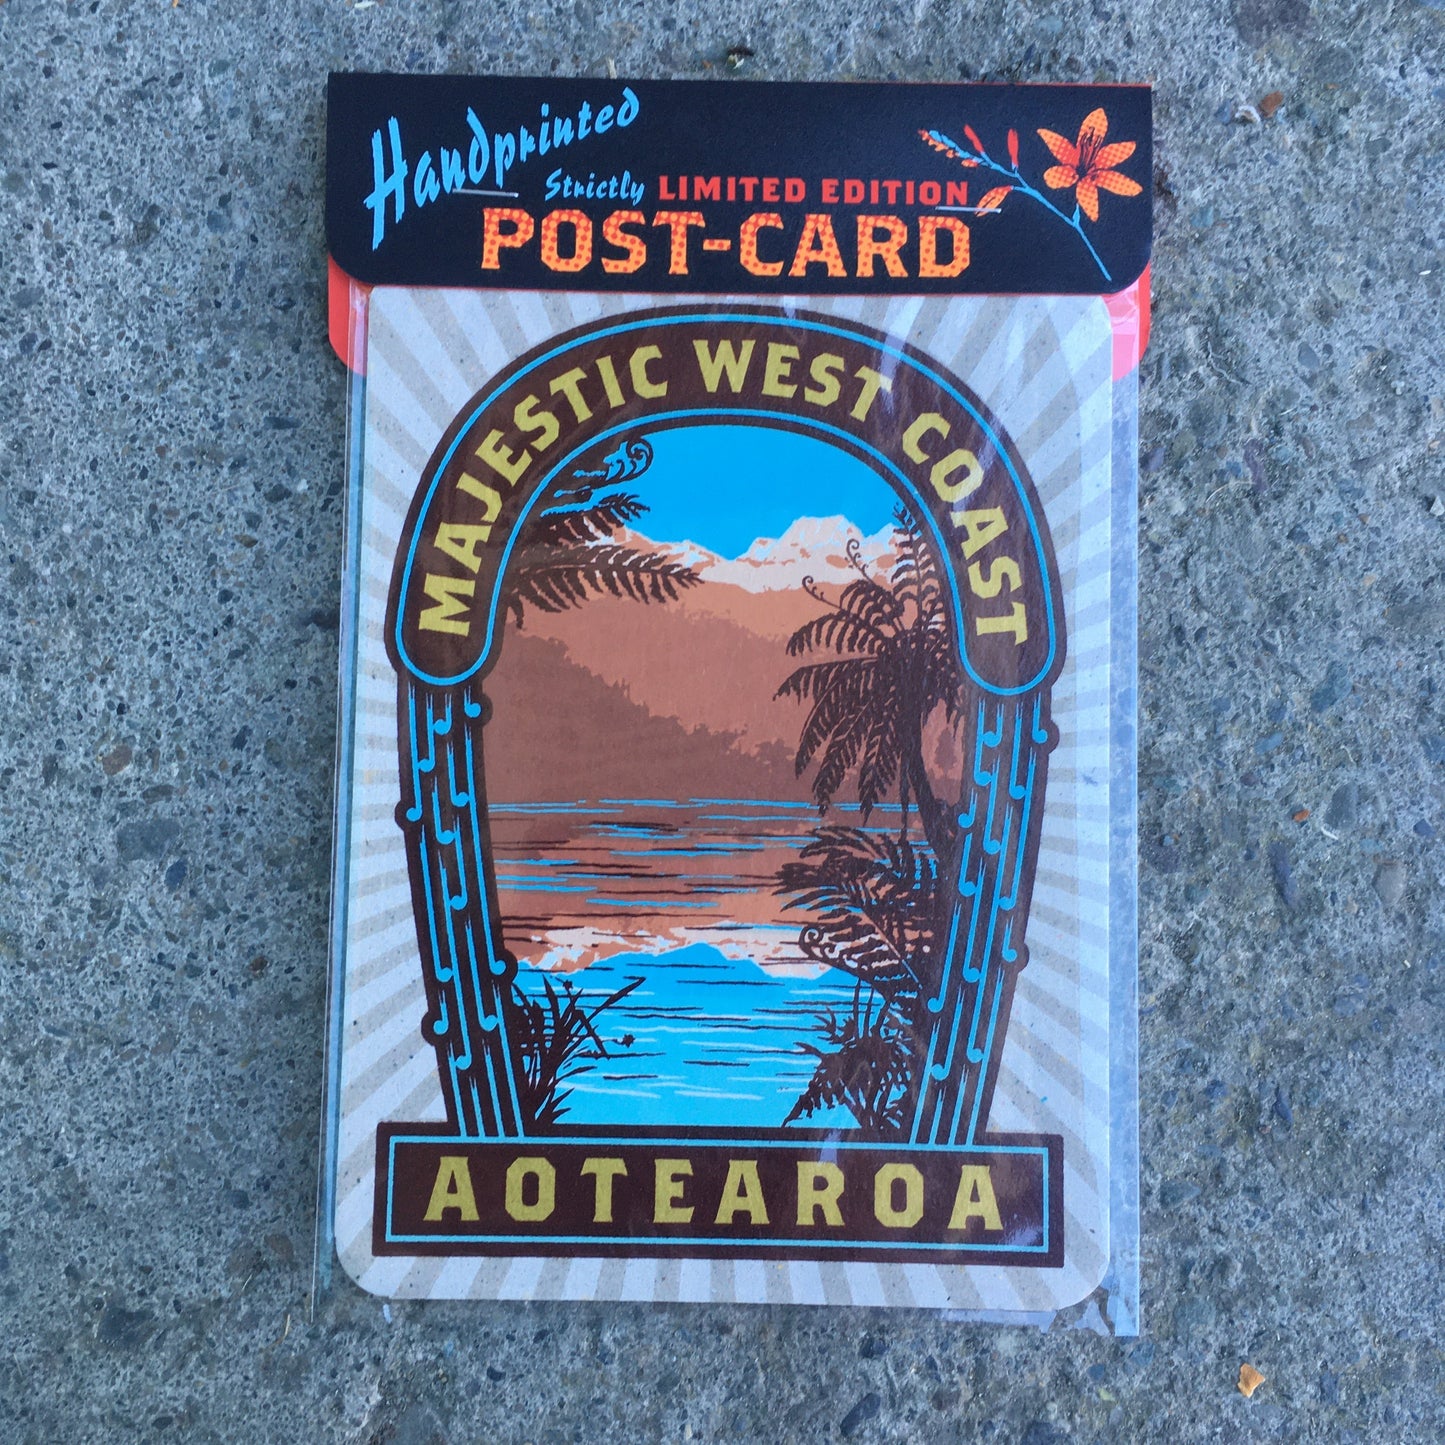 Handprinted
Strictly LIMITED EDITION
POST-CARD
MAJESTIC WEST COAST
AOTEAROA